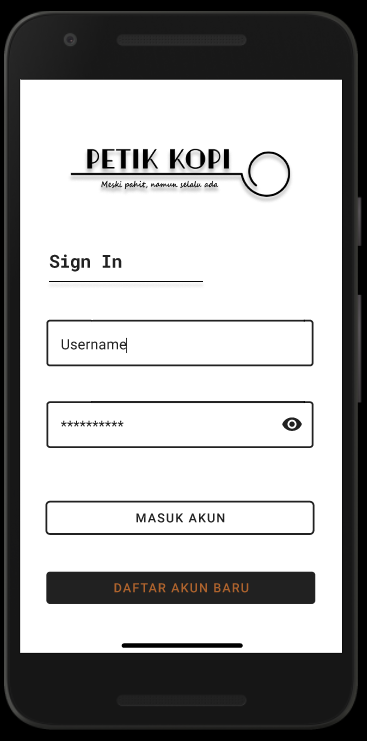 PETIK KOPI
Meski pahit, namun selalu ada
Sign In
Username
**********
MASUK AKUN
DAFTAR AKUN BARU